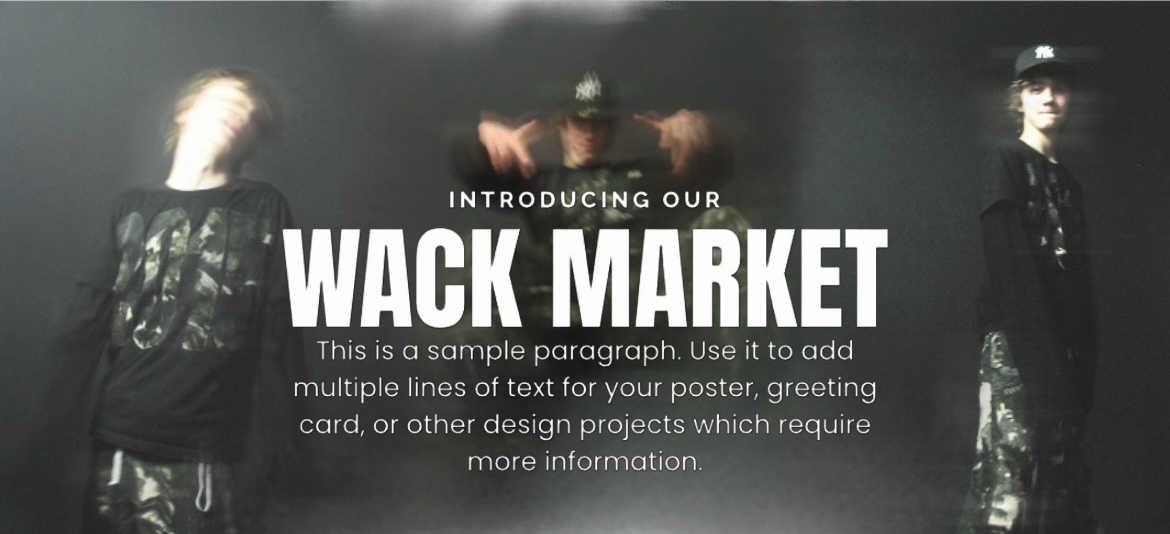 INTRODUCING OUR
WACK MARKET
This is a sample paragraph. Use it to add
multiple lines of text for your poster, greeting
card, or other design projects which require
more information.